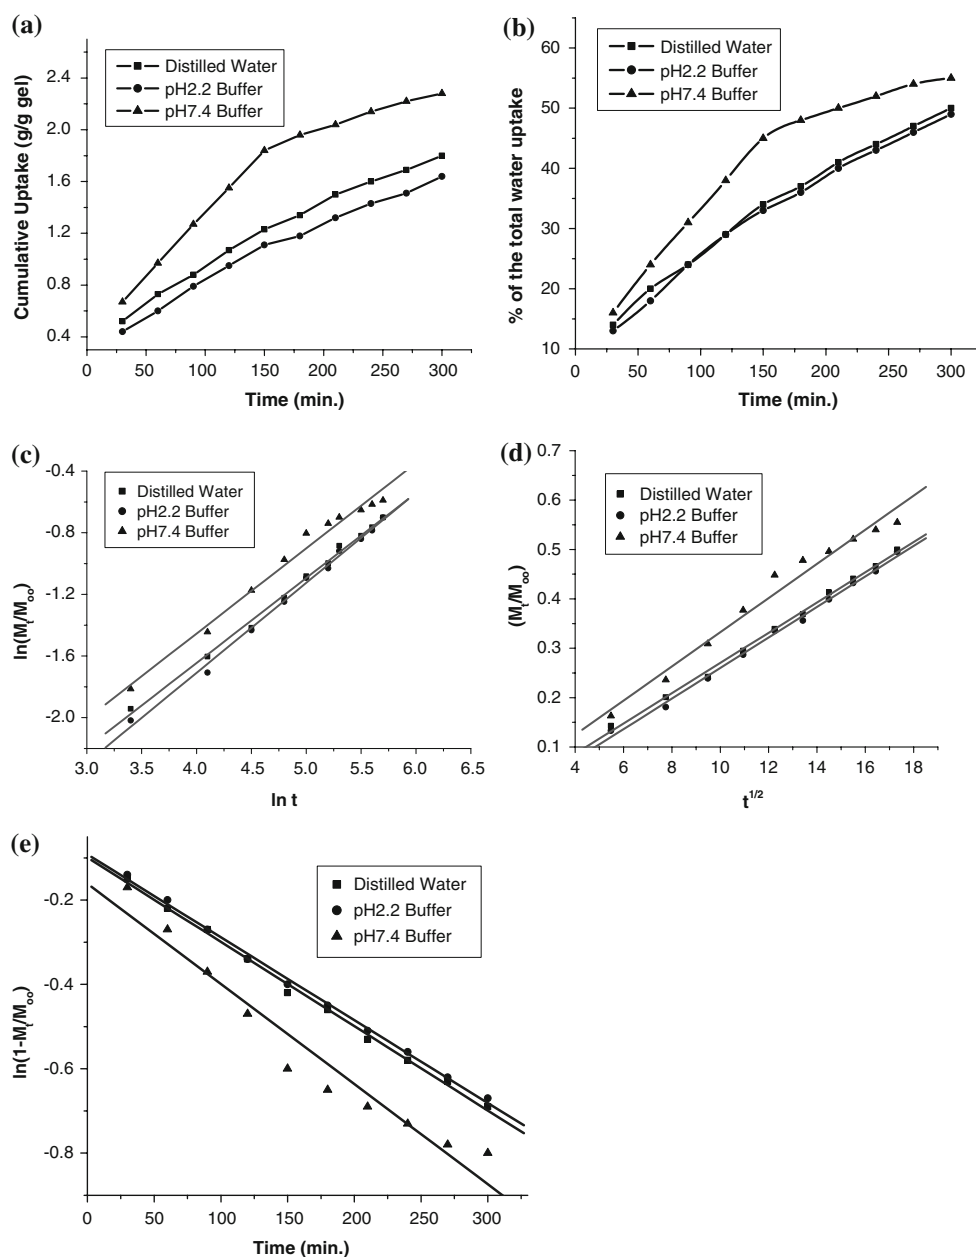 (a)
Distilled Water
pH2.2 Buffer
pH7.4 Buffer
Cumulative Uptake (g/g gel)
2.4
2.0
1.6
1.2
0.8
0.4
0 50 100 150 200 250 300
Time (min.)
(b)
Distilled Water
pH2.2 Buffer
pH7.4 Buffer
% of the total water uptake
60
50
40
30
20
10
0 50 100 150 200 250 300
Time (min.)
(c)
Distilled Water
pH2.2 Buffer
pH7.4 Buffer
ln(Mt/Moo)
-0.4
-0.8
-1.2
-1.6
-2.0
3.0 3.5 4.0 4.5 5.0 5.5 6.0 6.5
ln t
(d)
Distilled Water
pH2.2 Buffer
pH7.4 Buffer
(Mt/Moo)
0.7
0.6
0.5
0.4
0.3
0.2
0.1
4 6 8 10 12 14 16 18
t1/2
(e)
Distilled Water
pH2.2 Buffer
pH7.4 Buffer
ln(1-Mt/Moo)
-0.2
-0.4
-0.6
-0.8
0 50 100 150 200 250 300
Time (min.)